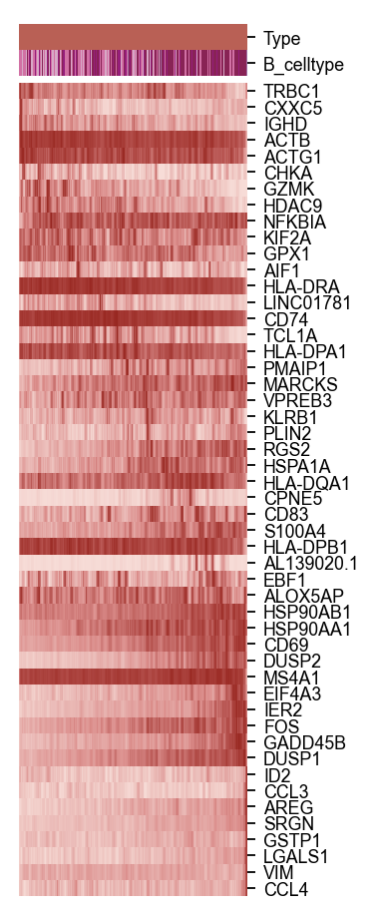 Type
B_celltype
TRBC1
CXXC5
IGHD
ACTB
ACTG1
CHKA
GZMK
HDAC9
NFKBIA
KIF2A
GPX1
AIF1
HLA-DRA
LINC01781
CD74
TCL1A
HLA-DPA1
PMAIP1
MARCKS
VPREB3
KLRB1
PLIN2
RGS2
HSPA1A
HLA-DQA1
CPNE5
CD83
S100A4
HLA-DPB1
AL139020.1
EBF1
ALOX5AP
HSP90AB1
HSP90AA1
CD69
DUSP2
MS4A1
EIF4A3
IER2
FOS
GADD45B
DUSP1
ID2
CCL3
AREG
SRGN
GSTP1
LGALS1
VIM
CCL4